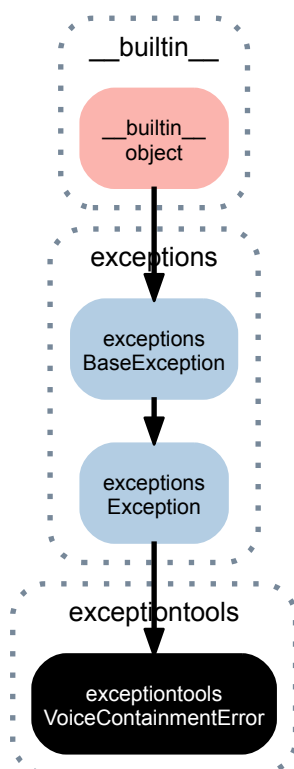 __builtin__
__builtin__
object
exceptions
exceptions
BaseException
exceptions
Exception
exceptiontools
exceptiontools
VoiceContainmentError